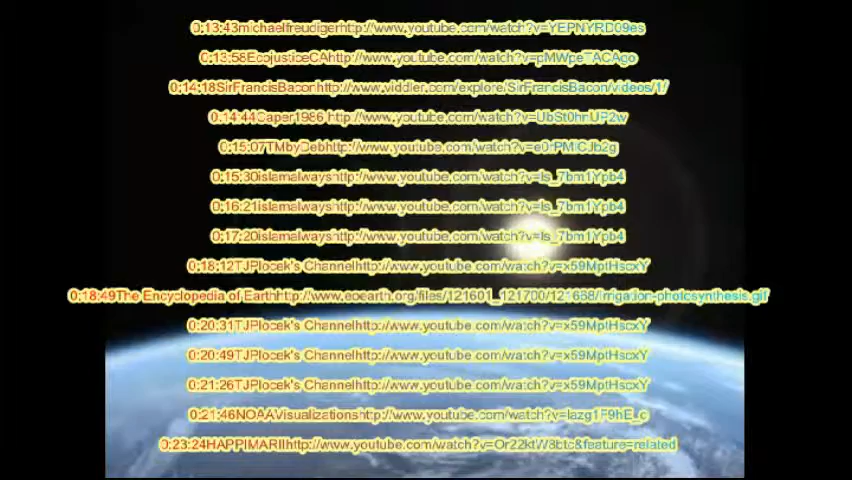 0:13:43michaelfreudigerhttp://www.youtube.com/watch?v=YEPNYRD09es
0:13:58EcojusticeCAhttp://www.youtube.com/watch?v=pMWpeTACAgo
0:14:18SirFrancisBaconhttp://www.viddler.com/explore/SirFrancisBacon/videos/1/
0:14:44Caper1986 http://www.youtube.com/watch?v=UbSt0hnUP2w
0:15:07TMbyDebhttp://www.youtube.com/watch?v=e0rPMiCJb2g
0:15:30islamalwayshttp://www.youtube.com/watch?v=Is_7bm1Ypb4
0:16:21islamalwayshttp://www.youtube.com/watch?v=Is_7bm1Ypb4
0:17:20islamalwayshttp://www.youtube.com/watch?v=Is_7bm1Ypb4
0:18:12TJPlocek's Channelhttp://www.youtube.com/watch?v=x59MptHscxY
0:18:49The Encyclopedia of Earthhttp://www.eoearth.org/files/121601_121700/121668/irrigation-photosynthesis.gif
0:20:31TJPlocek's Channelhttp://www.youtube.com/watch?v=x59MptHscxY
0:20:49TJPlocek's Channelhttp://www.youtube.com/watch?v=x59MptHscxY
0:21:26TJPlocek's Channelhttp://www.youtube.com/watch?v=x59MptHscxY
0:21:46NOAAVisualizationshttp://www.youtube.com/watch?v=lazg1F9hE_c
0:23:24HAPPIMARIIhttp://www.youtube.com/watch?v=Or22ktW8btc&feature=related